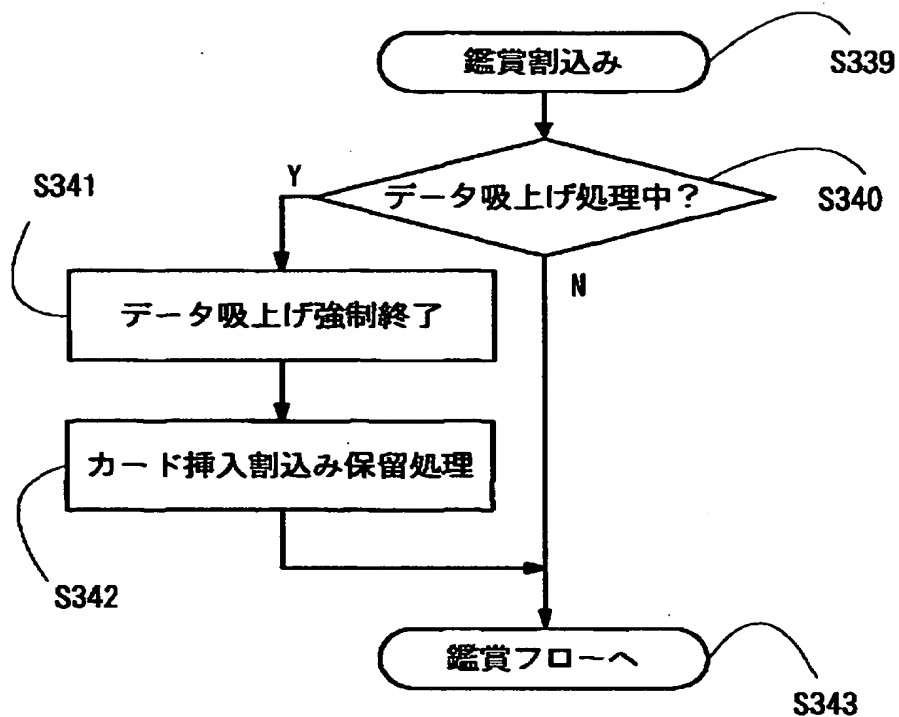 鑑賞割込み
S339
データ吸上げ処理中？
S340
Y
N
S341
データ吸上げ強制終了
カード挿入割込み保留処理
S342
鑑賞フローへ
S343